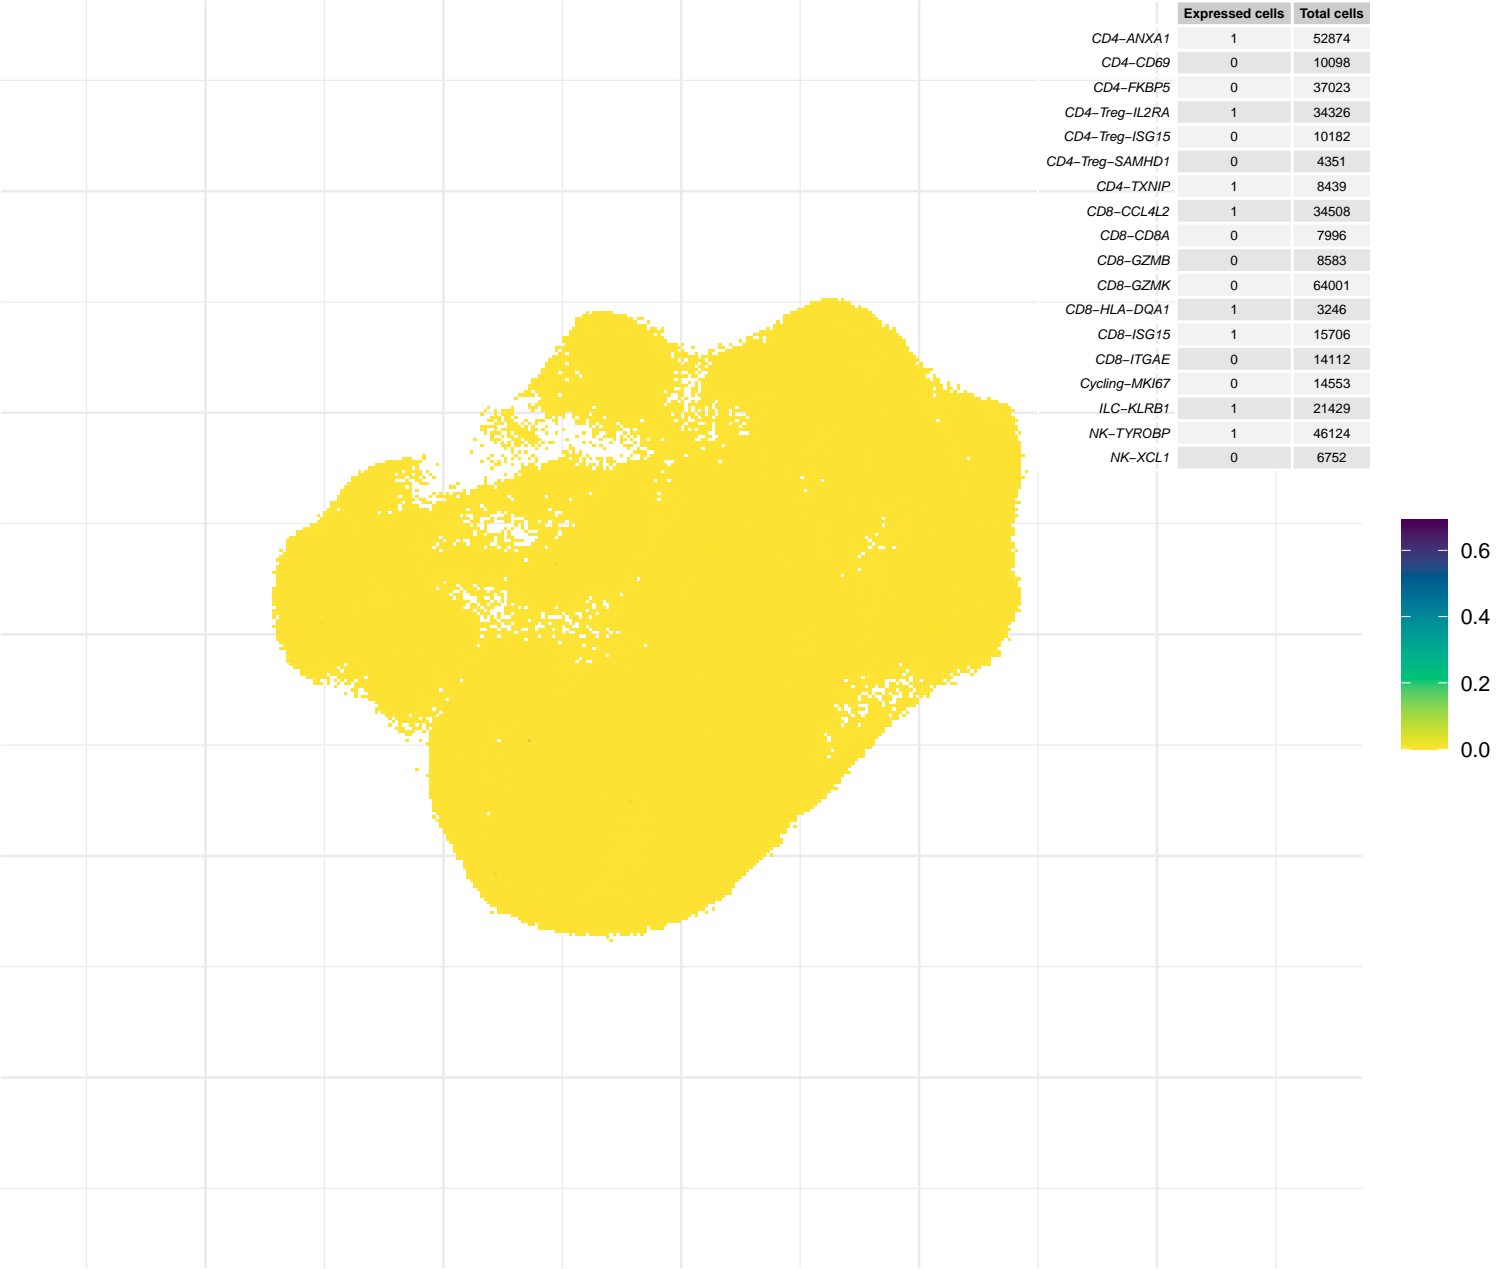 Expressed cells Total cells
CD4−ANXA1 1 52874
CD4−CD69 0 10098
CD4−FKBP5 0 37023
CD4−Treg−IL2RA 1 34326
CD4−Treg−ISG15 0 10182
CD4−Treg−SAMHD1 0 4351
CD4−TXNIP 1 8439
CD8−CCL4L2 1 34508
CD8−CD8A 0 7996
CD8−GZMB 0 8583
CD8−GZMK 0 64001
CD8−HLA−DQA1 1 3246
CD8−ISG15 1 15706
CD8−ITGAE 0 14112
Cycling−MKI67 0 14553
ILC−KLRB1 1 21429
NK−TYROBP 1 46124
NK−XCL1 0 6752
0.6
0.4
0.2
0.0